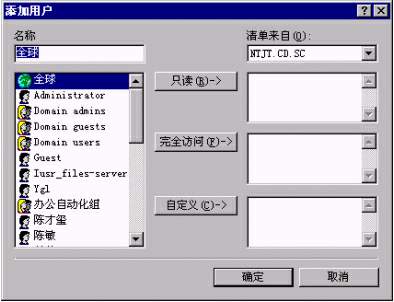 添加用户
名称
清单来自(O):
全球
NTJT.CD.SC
全球
Administrator
Domain admins
Domain guests
Domain users
Guest
Iusr_files-server
Ygl
办公自动化组
陈才玺
陈敏
只读(R)->
完全访问(F)->
自定义(C)->
确定
取消